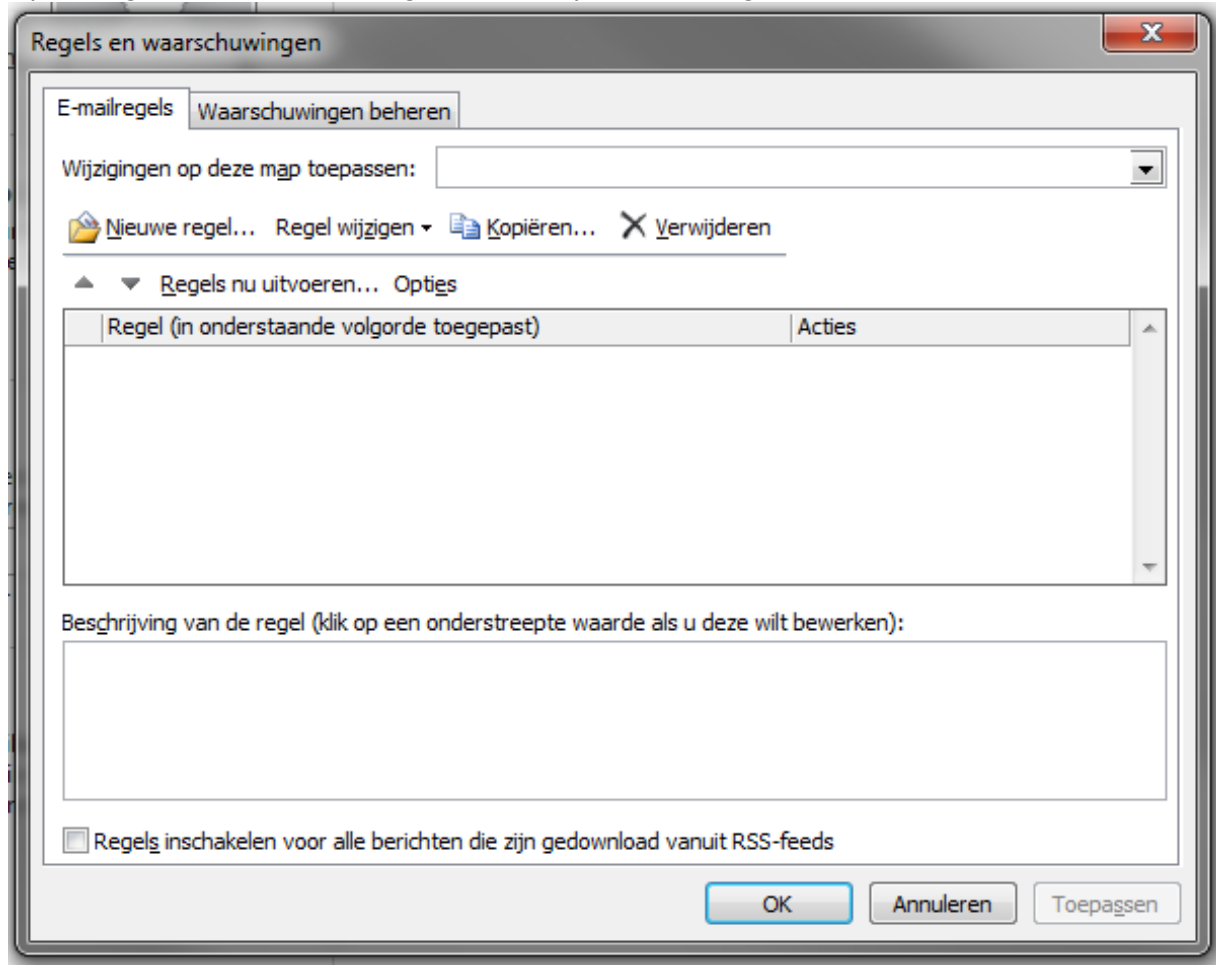 Regels en waarschuwingen
E-mailregels Waarschuwingen beheren
Wijzigingen op deze map toepassen:
Nieuwe regel... Regel wijzigen Kopiëren... Verwijderen
Regels nu uitvoeren... Opties
Regel (in onderstaande volgorde toegepast) Acties
Beschrijving van de regel (klik op een onderstreepte waarde als u deze wilt bewerken):
Regels inschakelen voor alle berichten die zijn gedownload vanuit RSS-feeds
OK Annuleren Toepassen